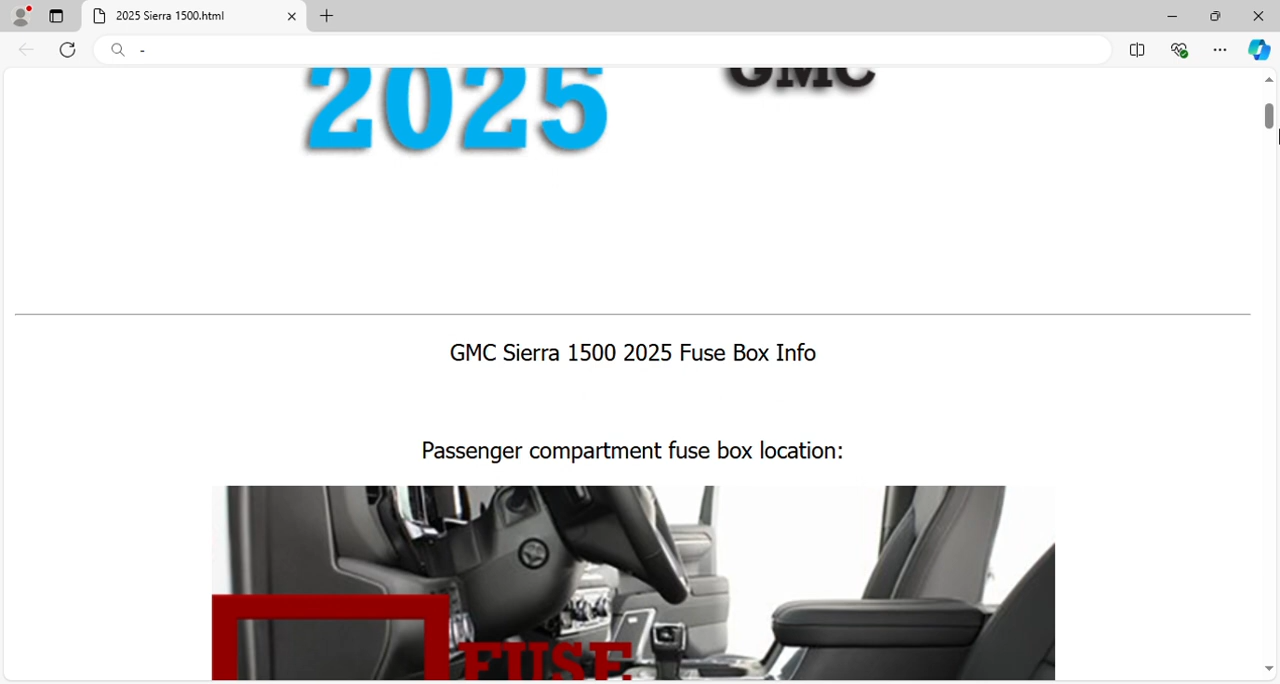 2025 Sierra 1500.html
-
2025
GMC
GMC Sierra 1500 2025 Fuse Box Info
Passenger compartment fuse box location:
FUSE